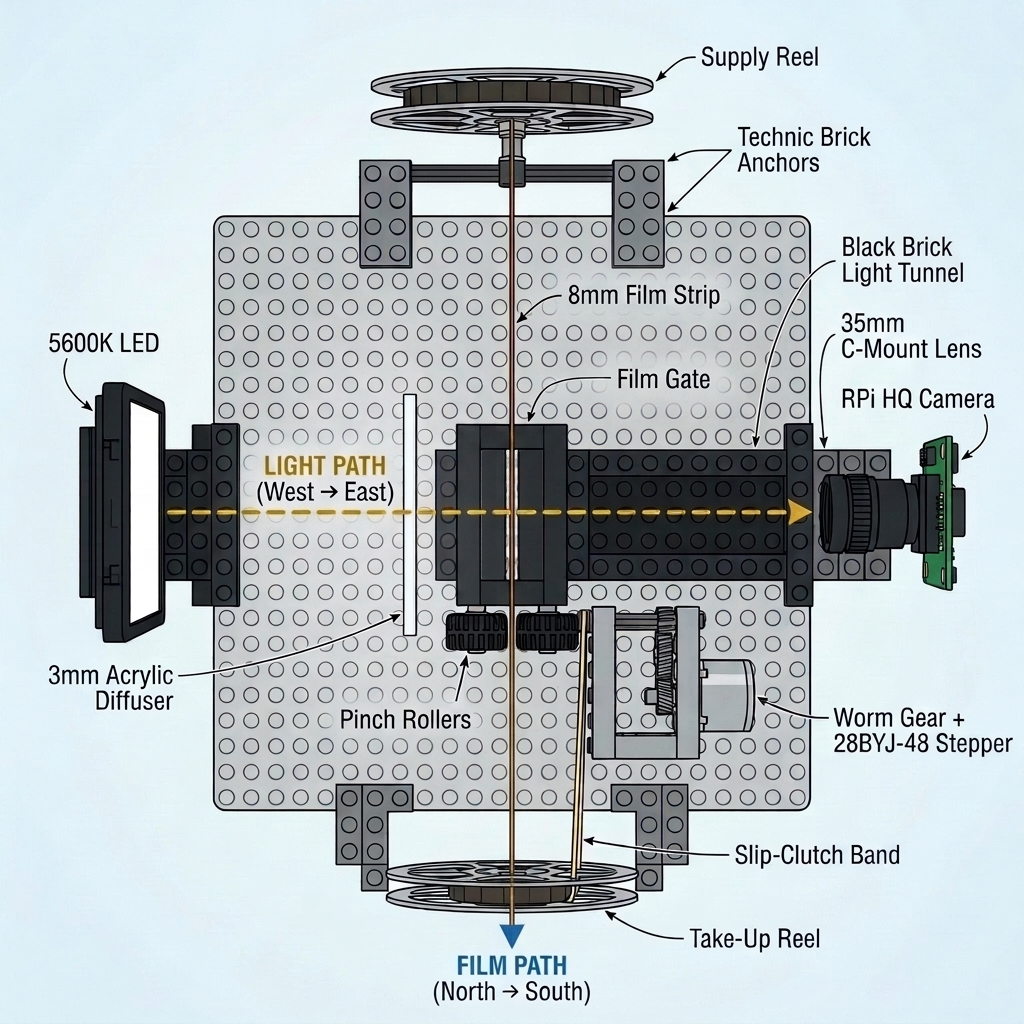 Supply Reel
Technic Brick
Anchors
Black Brick
Light Tunnel
8mm Film Strip
35mm
C-Mount Lens
5600K LED
Film Gate
RPi HQ Camera
LIGHT PATH
(West → East)
3mm Acrylic
Diffuser
Pinch Rollers
Worm Gear +
28BYJ-48 Stepper
Slip-Clutch Band
Take-Up Reel
FILM PATH
(North → South)